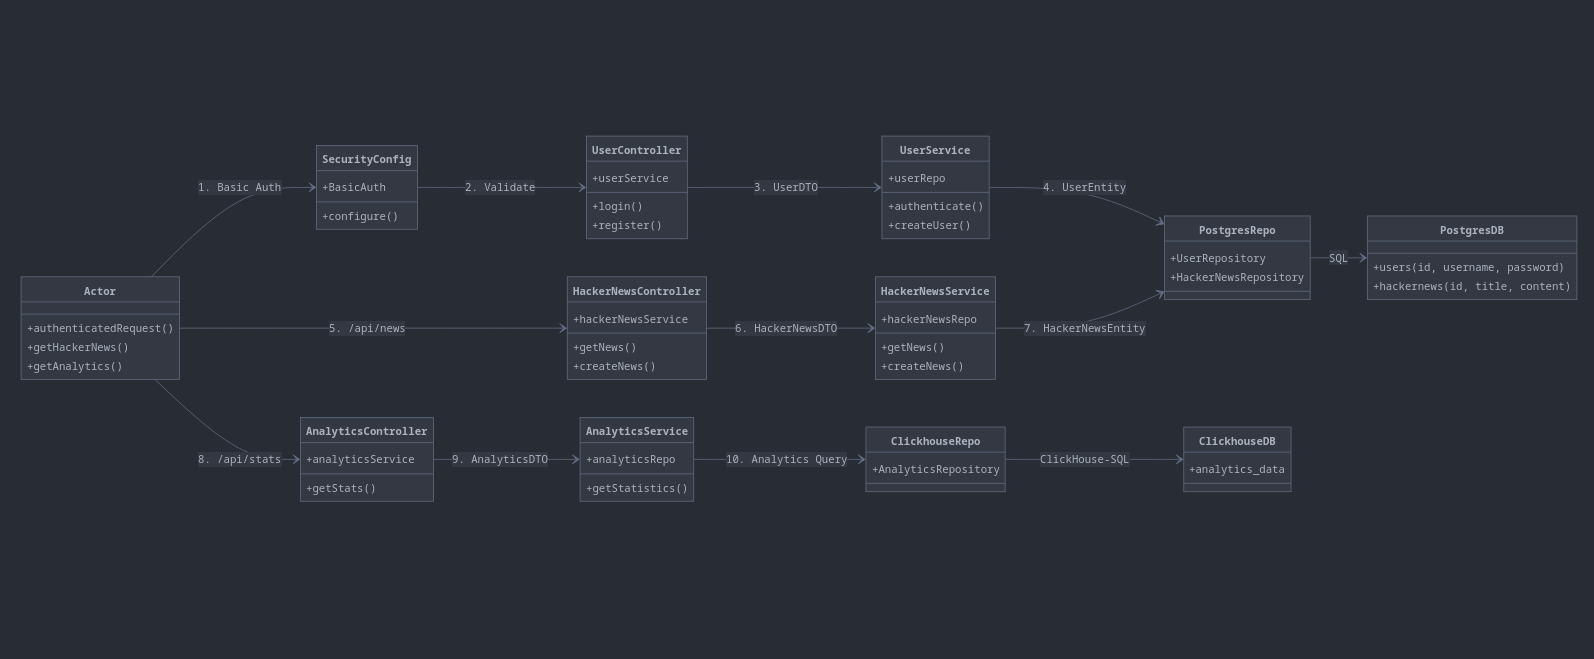 SecurityConfig
+BasicAuth
+configure()
UserController
+userService
+login()
+register()
UserService
+userRepo
+authenticate()
+createUser()
1. Basic Auth
2. Validate
3. UserDTO
4. UserEntity
PostgresRepo
+UserRepository
+HackerNewsRepository
SQL
PostgresDB
+users(id, username, password)
+hackernews(id, title, content)
Actor
+authenticatedRequest()
+getHackerNews()
+getAnalytics()
5. /api/news
HackerNewsController
+hackerNewsService
+getNews()
+createNews()
6. HackerNewsDTO
HackerNewsService
+hackerNewsRepo
+getNews()
+createNews()
7. HackerNewsEntity
8. /api/stats
AnalyticsController
+analyticsService
+getStats()
9. AnalyticsDTO
AnalyticsService
+analyticsRepo
+getStatistics()
10. Analytics Query
ClickhouseRepo
+AnalyticsRepository
ClickHouse-SQL
ClickhouseDB
+analytics_data